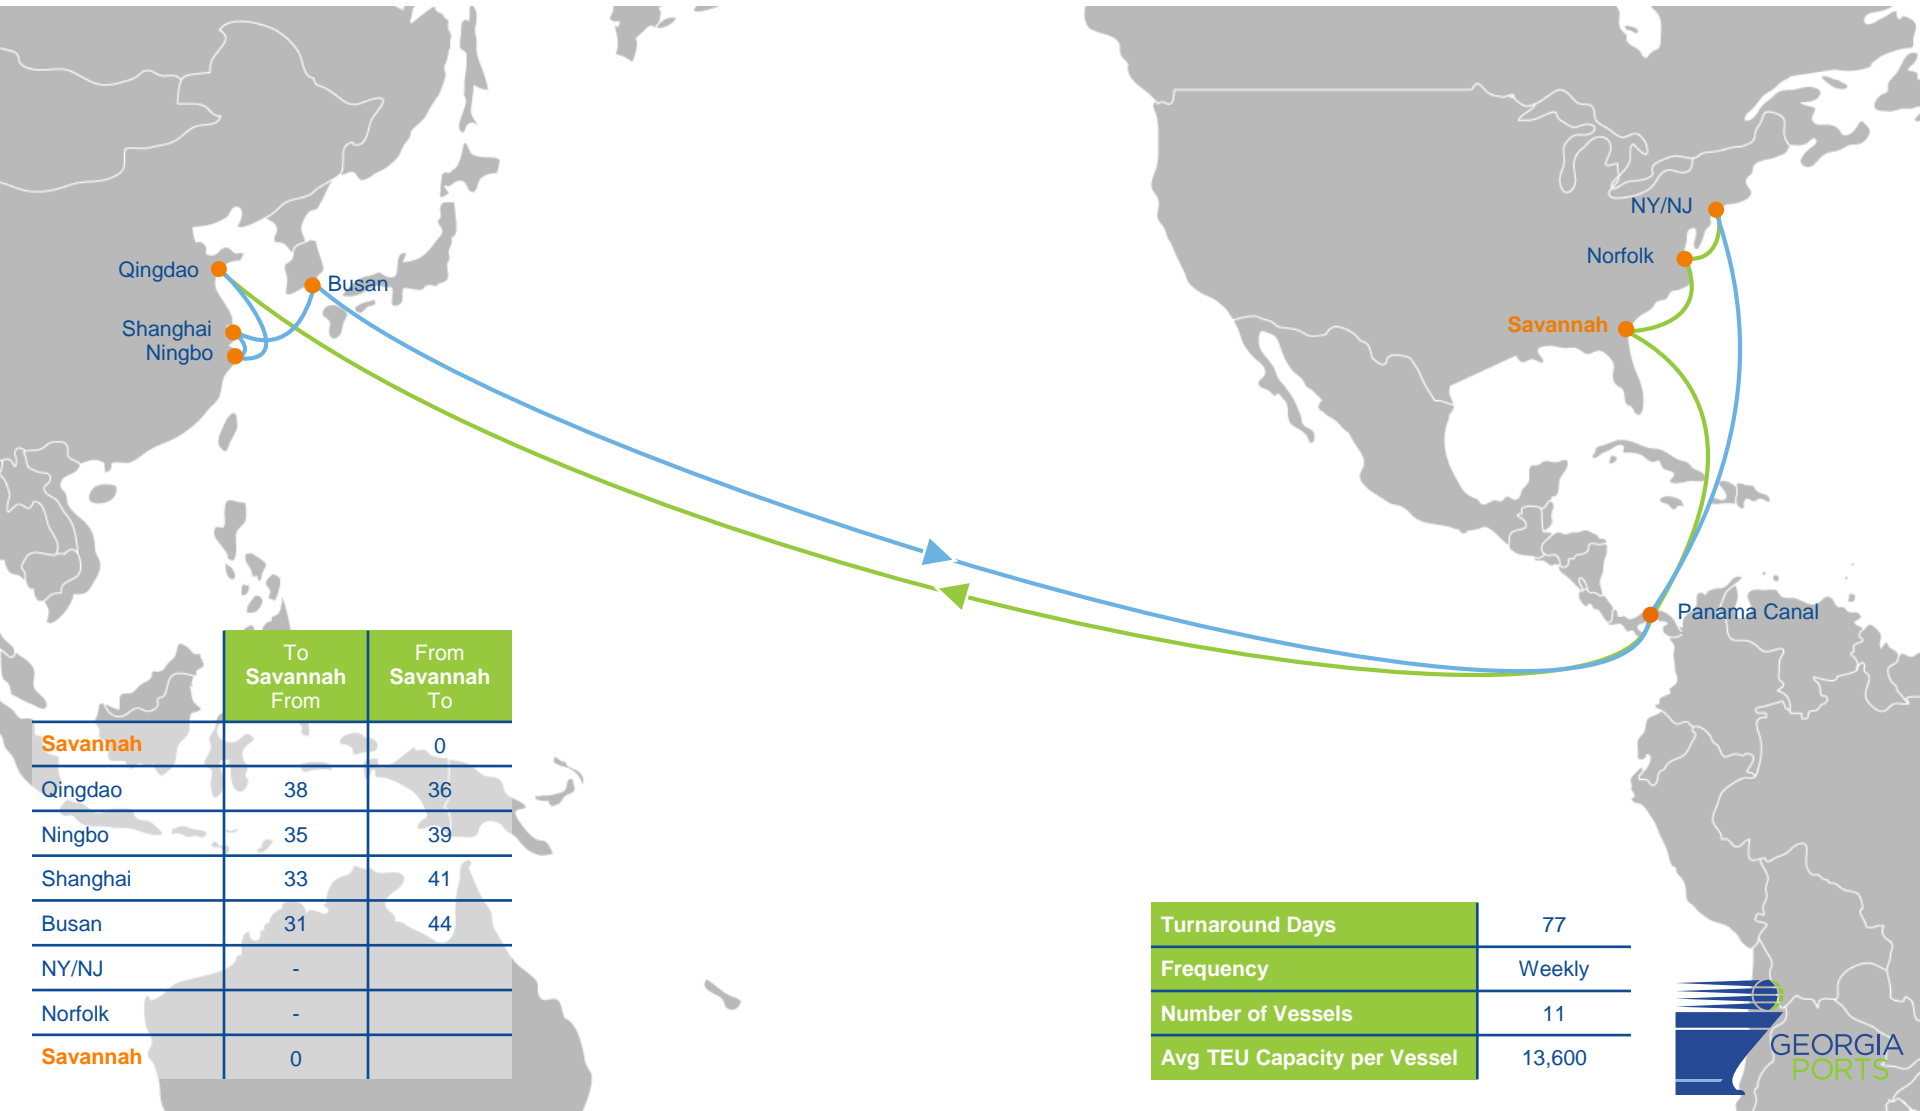 NY/NJ
Norfolk
Qingdao
Busan
Savannah
Shanghai
Ningbo
Panama Canal
To Savannah From
From Savannah To
Savannah 0
Qingdao 38 36
Ningbo 35 39
Shanghai 33 41
Busan 31 44
NY/NJ -
Norfolk -
Savannah 0
Turnaround Days 77
Frequency Weekly
Number of Vessels 11
Avg TEU Capacity per Vessel 13,600
GEORGIA
PORTS